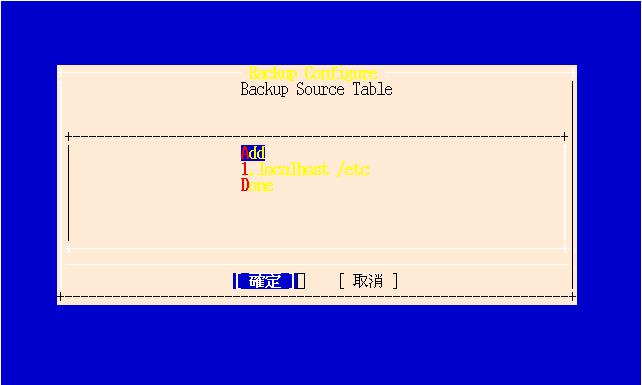 Backup Configure
Backup Source Table
Add
1. localhost /etc
Done
[ 確定 ] [ 取消 ]